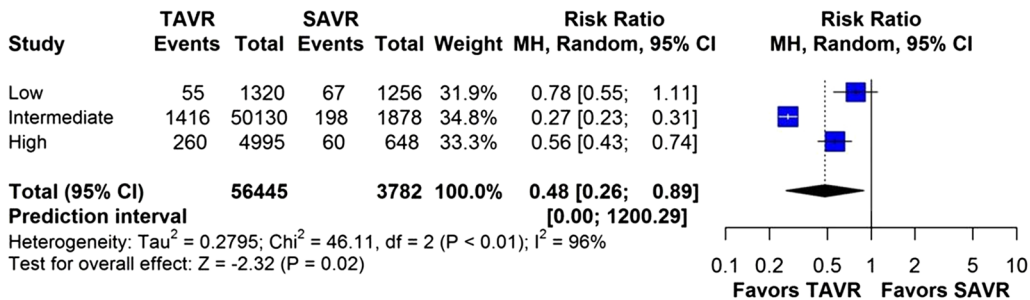 TAVR SAVR Risk Ratio Risk Ratio
Study Events Total Events Total Weight MH, Random, 95% CI MH, Random, 95% CI
Low 55 1320 67 1256 31.9% 0.78 [0.55; 1.11]
Intermediate 1416 50130 198 1878 34.8% 0.27 [0.23; 0.31]
High 260 4995 60 648 33.3% 0.56 [0.43; 0.74]
Total (95% CI) 56445 3782 100.0% 0.48 [0.26; 0.89]
Prediction interval [0.00; 1200.29]
Heterogeneity: Tau² = 0.2795; Chi² = 46.11, df = 2 (P < 0.01); I² = 96%
Test for overall effect: Z = -2.32 (P = 0.02)
0.1 0.2 0.5 1 2 5 10
Favors TAVR Favors SAVR